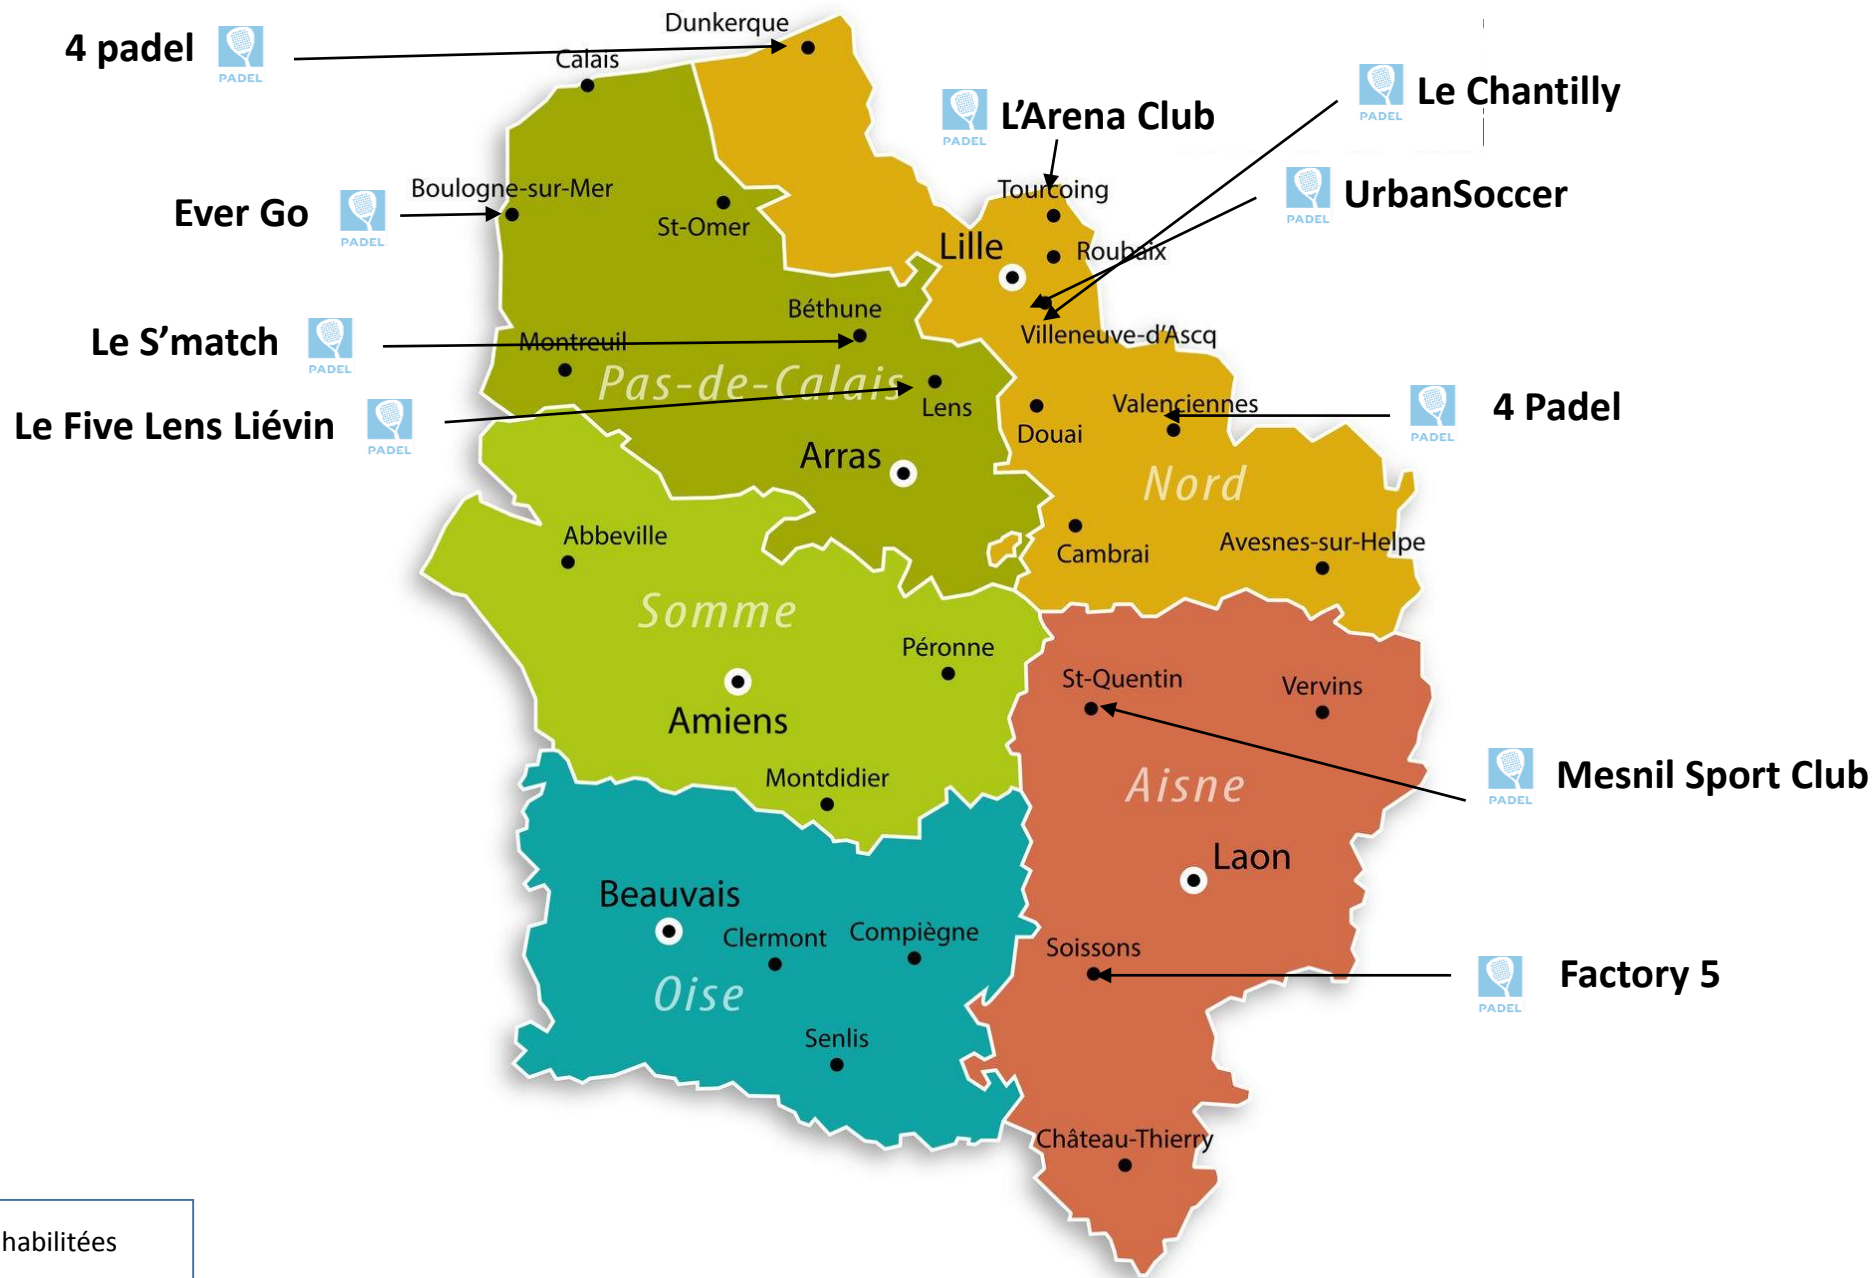 Dunkerque
4 padel
PADEL
Calais
Le Chantilly
PADEL
L'Arena Club
PADEL
Boulogne-sur-Mer
Tourcoing
UrbanSoccer
PADEL
Ever Go
PADEL
St-Omer
Lille
Roubaix
Béthune
Villeneuve-d'Ascq
Le S'match
PADEL
Montreuil
Pas-de-Calais
Lens
Valenciennes
4 Padel
PADEL
Le Five Lens Liévin
PADEL
Douai
Arras
Nord
Abbeville
Cambrai
Avesnes-sur-Helpe
Somme
Péronne
St-Quentin
Vervins
Amiens
Montdidier
Aisne
Mesnil Sport Club
PADEL
Laon
Beauvais
Clermont
Compiègne
Soissons
Factory 5
PADEL
Oise
Senlis
Château-Thierry
habilitées